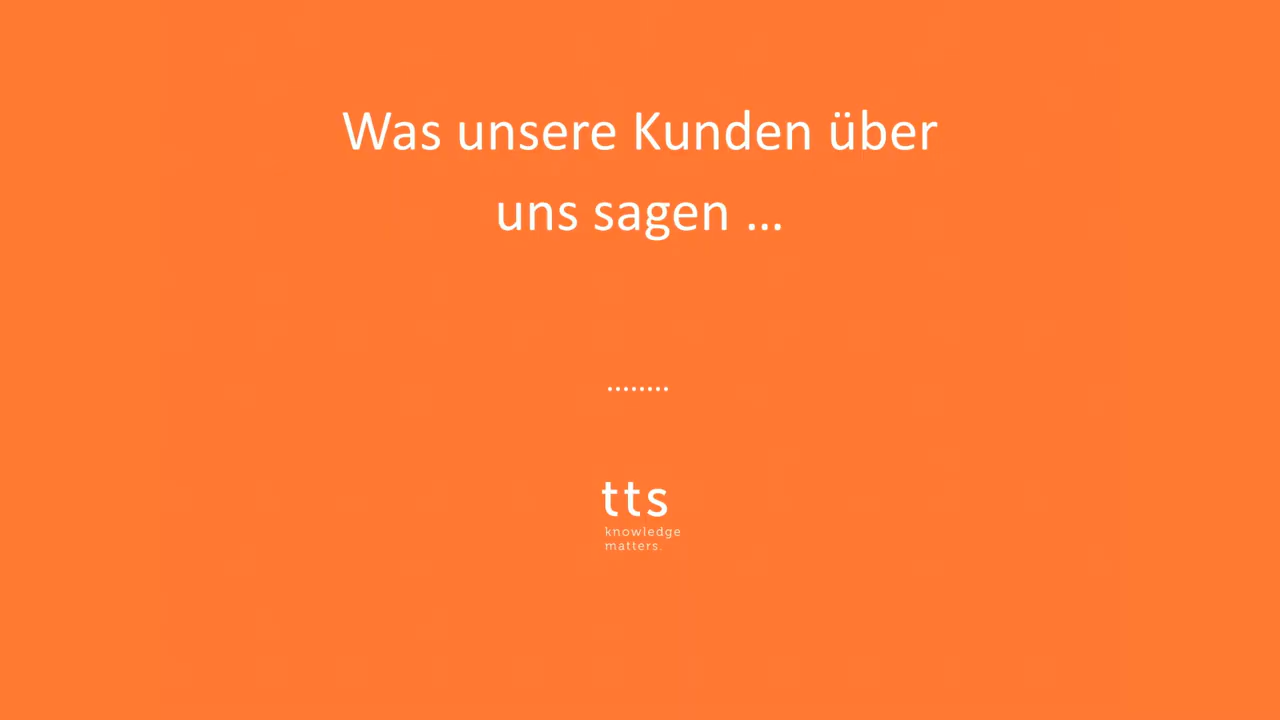 Was unsere Kunden über
uns sagen ...
........
tts
knowledge
matters.